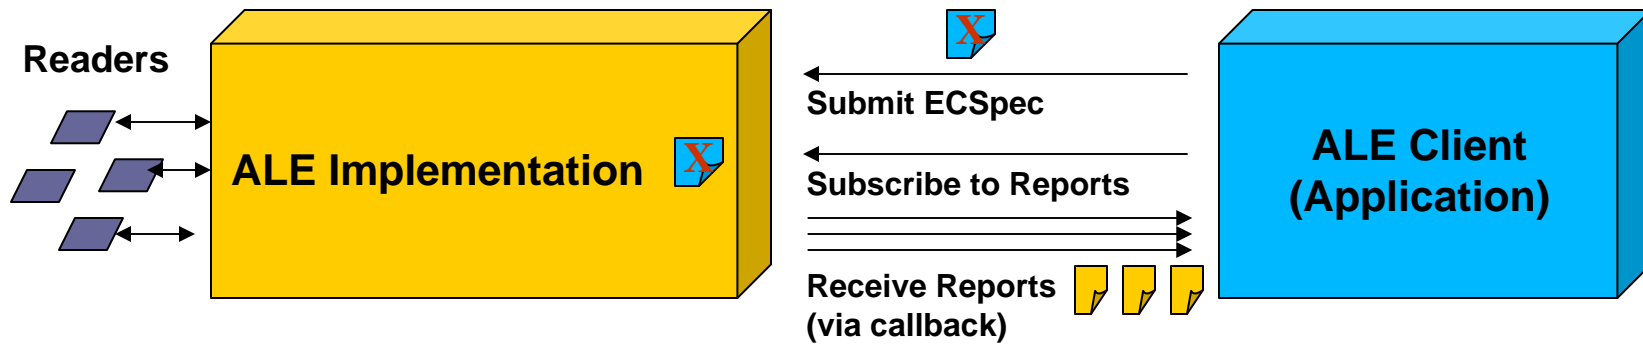 Readers
ALE Implementation
X
X
Submit ECSpec
Subscribe to Reports
Receive Reports
(via callback)
ALE Client
(Application)